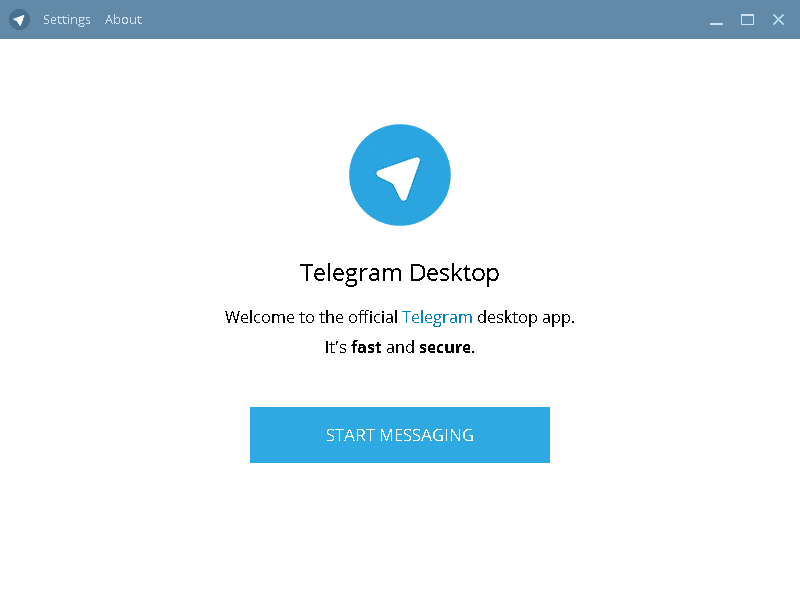 Settings About
Telegram Desktop
Welcome to the official Telegram desktop app.
It's fast and secure.
START MESSAGING